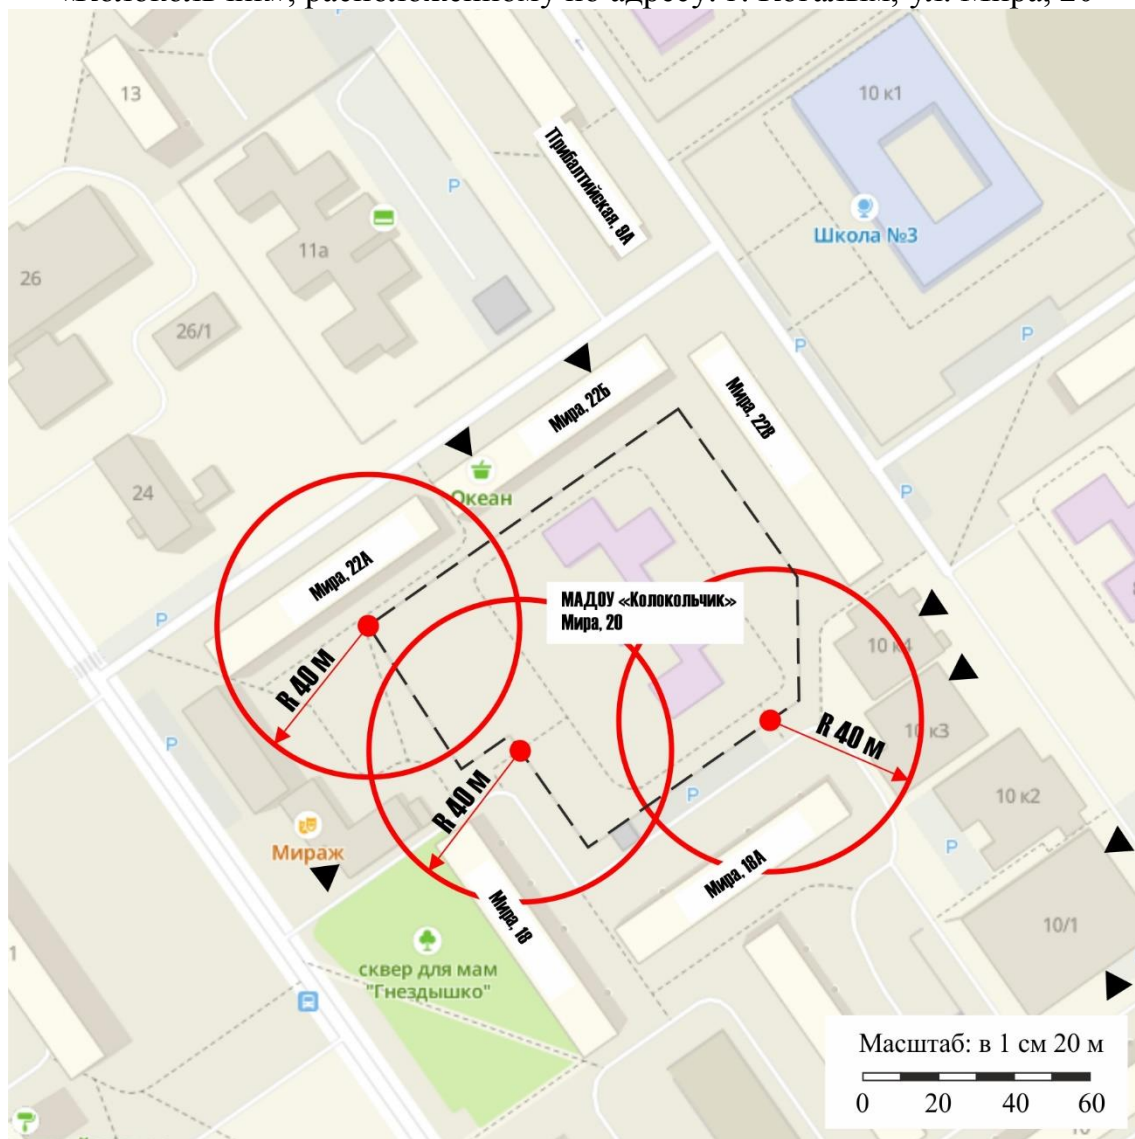 «Колокольчик», расположенному по адресу: г. Когалым, ул. Мира, 20
13
10 к1
Прибалтийская, 9А
P
11а
Школа №3
26
26/1
P
P
Мира, 22Б
Мира, 22В
24
Океан
P
Мира, 22А
МАДОУ «Колокольчик»
Мира, 20
P
10 к4
R 40 м
P
R 40 м
10 к3
R 40 м
P
10 к2
Мираж
P
Мира, 18А
Мира, 18
10/1
1
сквер для мам
"Гнездышко"
Масштаб: в 1 см 20 м
0 20 40 60